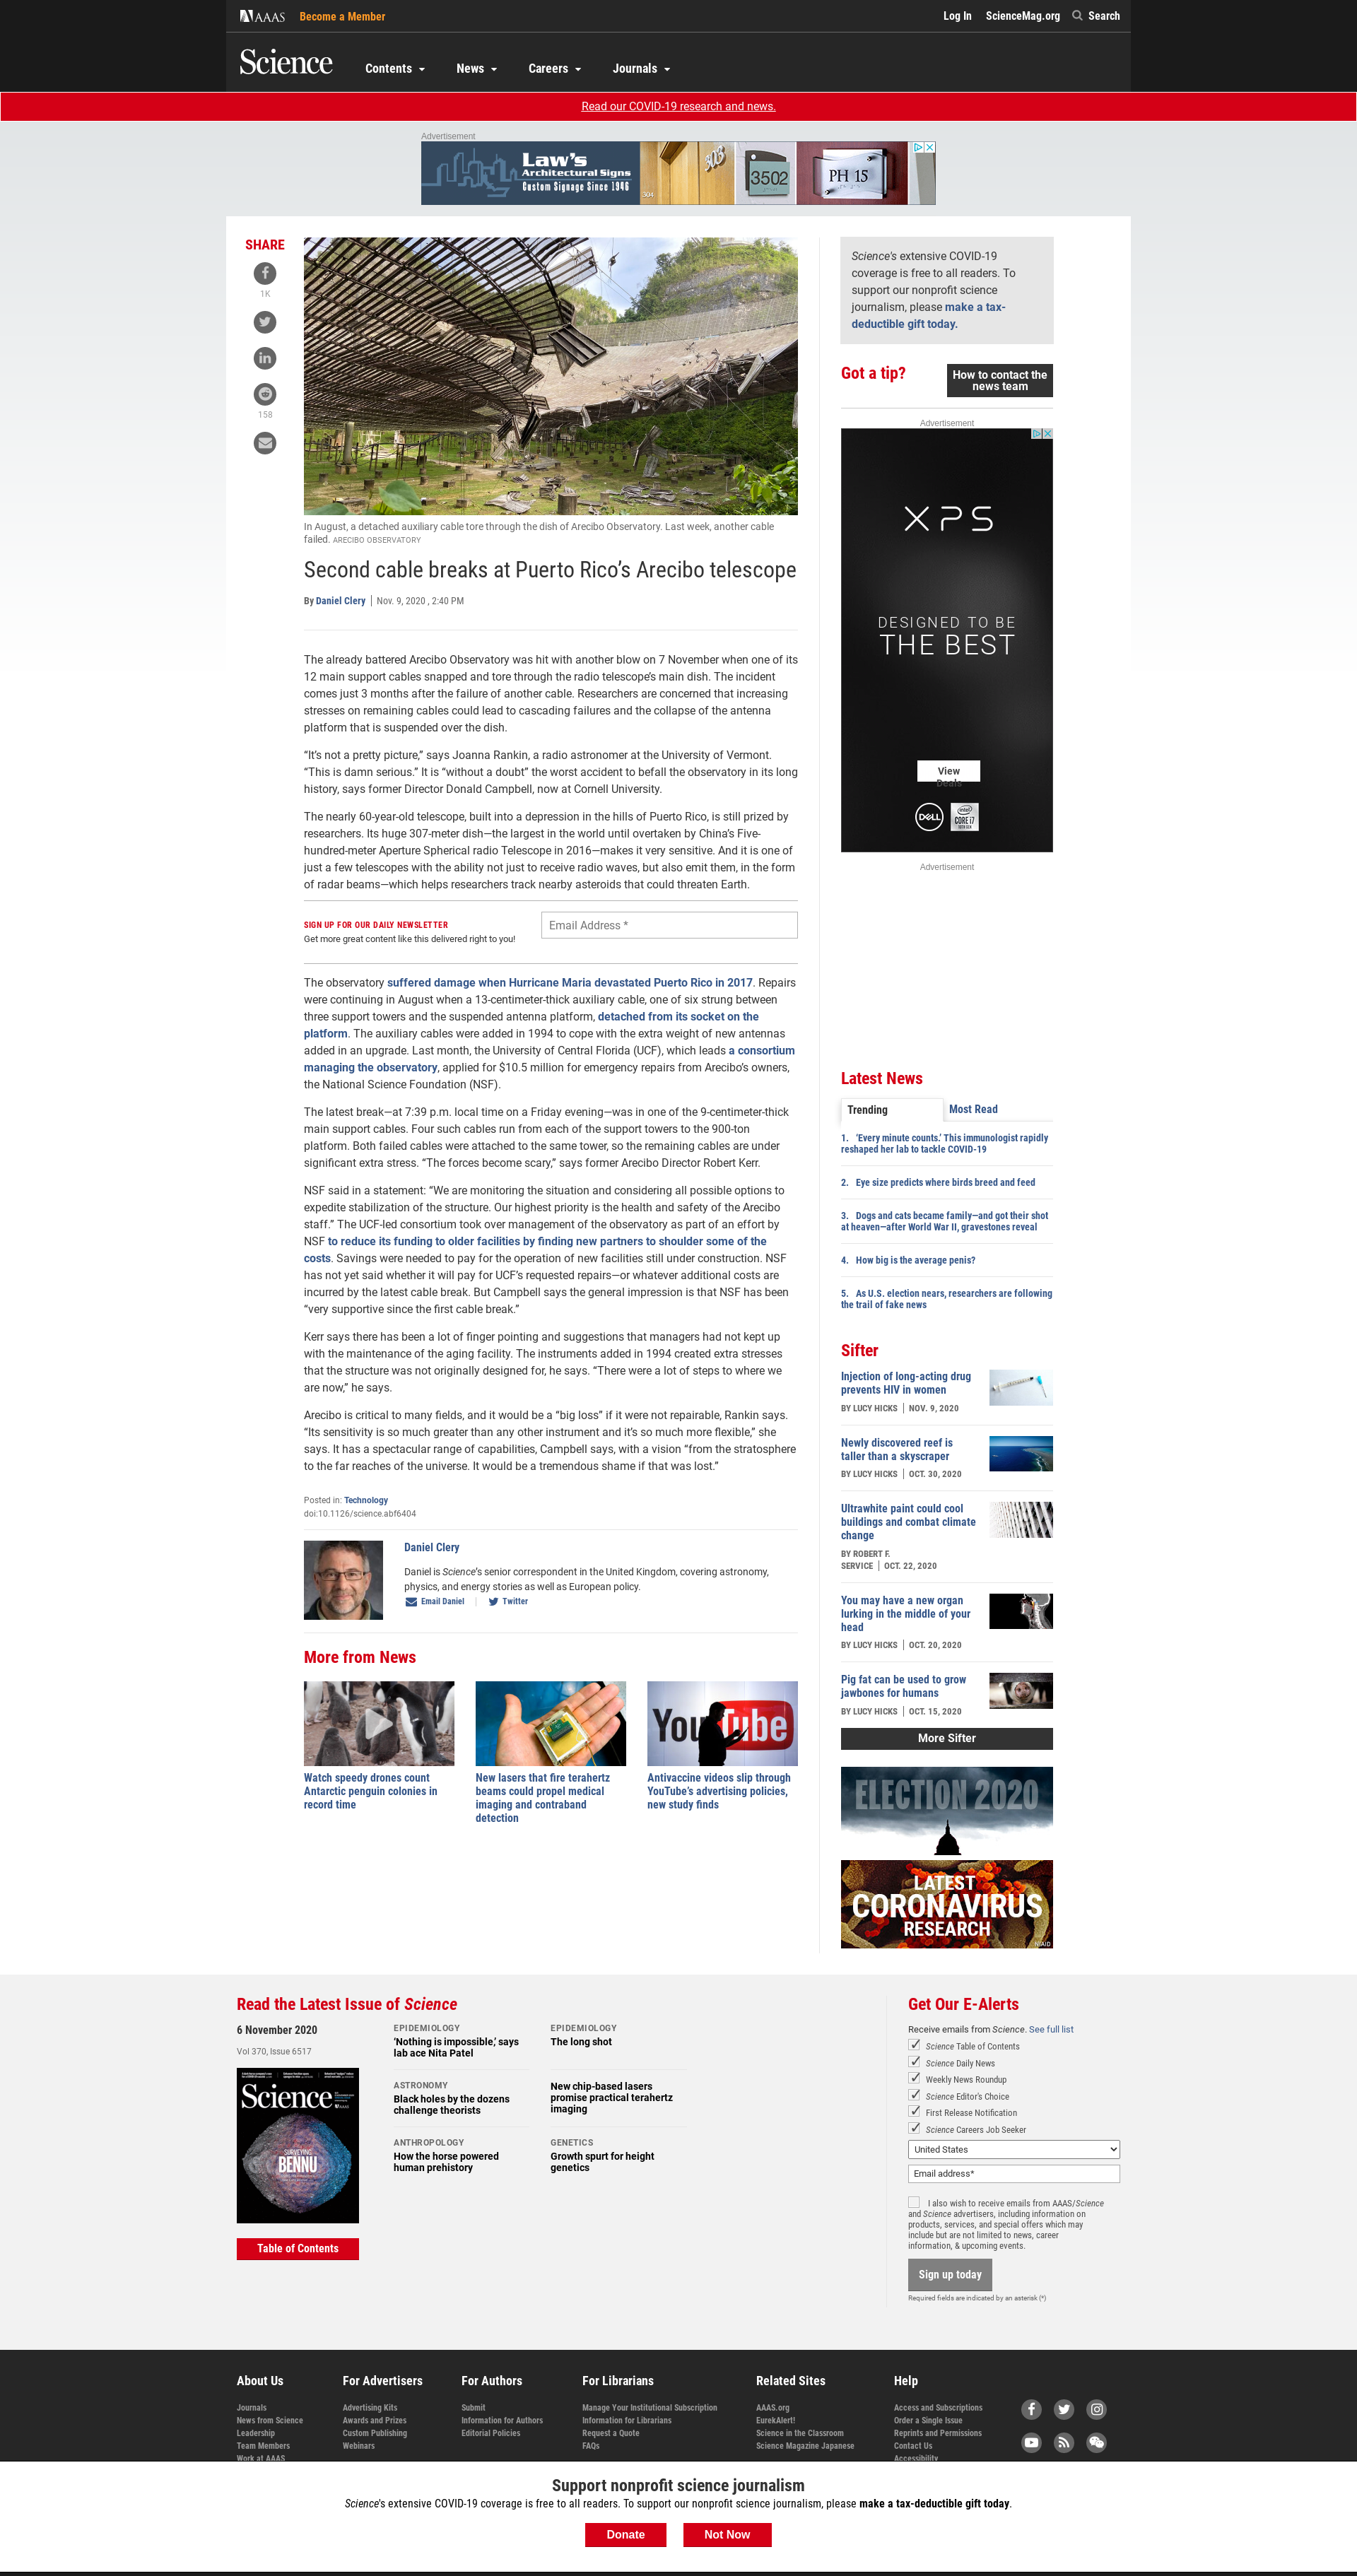 AAAS
Become a Member
Log In
ScienceMag.org
Search
Science
Contents
News
Careers
Journals
Read our COVID-19 research and news.
Advertisement
Law's
Architectural Signs
Custom Signage Since 1946
304
803
3502
PH 15
SHARE
1K
158
In August, a detached auxiliary cable tore through the dish of Arecibo Observatory. Last week, another cable
failed. ARECIBO OBSERVATORY
Second cable breaks at Puerto Rico’s Arecibo telescope
By Daniel Clery | Nov. 9, 2020 , 2:40 PM
The already battered Arecibo Observatory was hit with another blow on 7 November when one of its
12 main support cables snapped and tore through the radio telescope’s main dish. The incident
comes just 3 months after the failure of another cable. Researchers are concerned that increasing
stresses on remaining cables could lead to cascading failures and the collapse of the antenna
platform that is suspended over the dish.
“It’s not a pretty picture,” says Joanna Rankin, a radio astronomer at the University of Vermont.
“This is damn serious.” It is “without a doubt” the worst accident to befall the observatory in its long
history, says former Director Donald Campbell, now at Cornell University.
The nearly 60-year-old telescope, built into a depression in the hills of Puerto Rico, is still prized by
researchers. Its huge 307-meter dish—the largest in the world until overtaken by China’s Five-
hundred-meter Aperture Spherical radio Telescope in 2016—makes it very sensitive. And it is one of
just a few telescopes with the ability not just to receive radio waves, but also emit them, in the form
of radar beams—which helps researchers track nearby asteroids that could threaten Earth.
SIGN UP FOR OUR DAILY NEWSLETTER
Get more great content like this delivered right to you!
Email Address *
The observatory suffered damage when Hurricane Maria devastated Puerto Rico in 2017. Repairs
were continuing in August when a 13-centimeter-thick auxiliary cable, one of six strung between
three support towers and the suspended antenna platform, detached from its socket on the
platform. The auxiliary cables were added in 1994 to cope with the extra weight of new antennas
added in an upgrade. Last month, the University of Central Florida (UCF), which leads a consortium
managing the observatory, applied for $10.5 million for emergency repairs from Arecibo’s owners,
the National Science Foundation (NSF).
The latest break—at 7:39 p.m. local time on a Friday evening—was in one of the 9-centimeter-thick
main support cables. Four such cables run from each of the support towers to the 900-ton
platform. Both failed cables were attached to the same tower, so the remaining cables are under
significant extra stress. “The forces become scary,” says former Arecibo Director Robert Kerr.
NSF said in a statement: “We are monitoring the situation and considering all possible options to
expedite stabilization of the structure. Our highest priority is the health and safety of the Arecibo
staff.” The UCF-led consortium took over management of the observatory as part of an effort by
NSF to reduce its funding to older facilities by finding new partners to shoulder some of the
costs. Savings were needed to pay for the operation of new facilities still under construction. NSF
has not yet said whether it will pay for UCF’s requested repairs—or whatever additional costs are
incurred by the latest cable break. But Campbell says the general impression is that NSF has been
“very supportive since the first cable break.”
Kerr says there has been a lot of finger pointing and suggestions that managers had not kept up
with the maintenance of the aging facility. The instruments added in 1994 created extra stresses
that the structure was not originally designed for, he says. “There were a lot of steps to where we
are now,” he says.
Arecibo is critical to many fields, and it would be a “big loss” if it were not repairable, Rankin says.
“Its sensitivity is so much greater than any other instrument and it’s so much more flexible,” she
says. It has a spectacular range of capabilities, Campbell says, with a vision “from the stratosphere
to the far reaches of the universe. It would be a tremendous shame if that was lost.”
Posted in: Technology
doi:10.1126/science.abf6404
Daniel Clery
Daniel is Science’s senior correspondent in the United Kingdom, covering astronomy,
physics, and energy stories as well as European policy.
Email Daniel | Twitter
More from News
YouTube
Watch speedy drones count
Antarctic penguin colonies in
record time
New lasers that fire terahertz
beams could propel medical
imaging and contraband
detection
Antivaccine videos slip through
YouTube’s advertising policies,
new study finds
Science's extensive COVID-19
coverage is free to all readers. To
support our nonprofit science
journalism, please make a tax-
deductible gift today.
Got a tip?
How to contact the
news team
Advertisement
XPS
DESIGNED TO BE
THE BEST
View
Deals
DELL
intel
CORE i7
10TH GEN
Advertisement
Latest News
Trending
Most Read
1. ‘Every minute counts.’ This immunologist rapidly
reshaped her lab to tackle COVID-19
2. Eye size predicts where birds breed and feed
3. Dogs and cats became family—and got their shot
at heaven—after World War II, gravestones reveal
4. How big is the average penis?
5. As U.S. election nears, researchers are following
the trail of fake news
Sifter
Injection of long-acting drug
prevents HIV in women
BY LUCY HICKS | NOV. 9, 2020
Newly discovered reef is
taller than a skyscraper
BY LUCY HICKS | OCT. 30, 2020
Ultrawhite paint could cool
buildings and combat climate
change
BY ROBERT F.
SERVICE | OCT. 22, 2020
You may have a new organ
lurking in the middle of your
head
BY LUCY HICKS | OCT. 20, 2020
Pig fat can be used to grow
jawbones for humans
BY LUCY HICKS | OCT. 15, 2020
More Sifter
ELECTION 2020
LATEST
CORONAVIRUS
RESEARCH
NIAID
Read the Latest Issue of Science
6 November 2020
Vol 370, Issue 6517
Science
AAAS
SURVEYING
BENNU
Table of Contents
EPIDEMIOLOGY
‘Nothing is impossible,’ says
lab ace Nita Patel
ASTRONOMY
Black holes by the dozens
challenge theorists
ANTHROPOLOGY
How the horse powered
human prehistory
EPIDEMIOLOGY
The long shot
New chip-based lasers
promise practical terahertz
imaging
GENETICS
Growth spurt for height
genetics
Get Our E-Alerts
Receive emails from Science. See full list
Science Table of Contents
Science Daily News
Weekly News Roundup
Science Editor's Choice
First Release Notification
Science Careers Job Seeker
United States
Email address*
I also wish to receive emails from AAAS/Science
and Science advertisers, including information on
products, services, and special offers which may
include but are not limited to news, career
information, & upcoming events.
Sign up today
Required fields are indicated by an asterisk (*)
About Us
Journals
News from Science
Leadership
Team Members
Work at AAAS
For Advertisers
Advertising Kits
Awards and Prizes
Custom Publishing
Webinars
For Authors
Submit
Information for Authors
Editorial Policies
For Librarians
Manage Your Institutional Subscription
Information for Librarians
Request a Quote
FAQs
Related Sites
AAAS.org
EurekAlert!
Science in the Classroom
Science Magazine Japanese
Help
Access and Subscriptions
Order a Single Issue
Reprints and Permissions
Contact Us
Accessibility
Support nonprofit science journalism
Science's extensive COVID-19 coverage is free to all readers. To support our nonprofit science journalism, please make a tax-deductible gift today.
Donate
Not Now